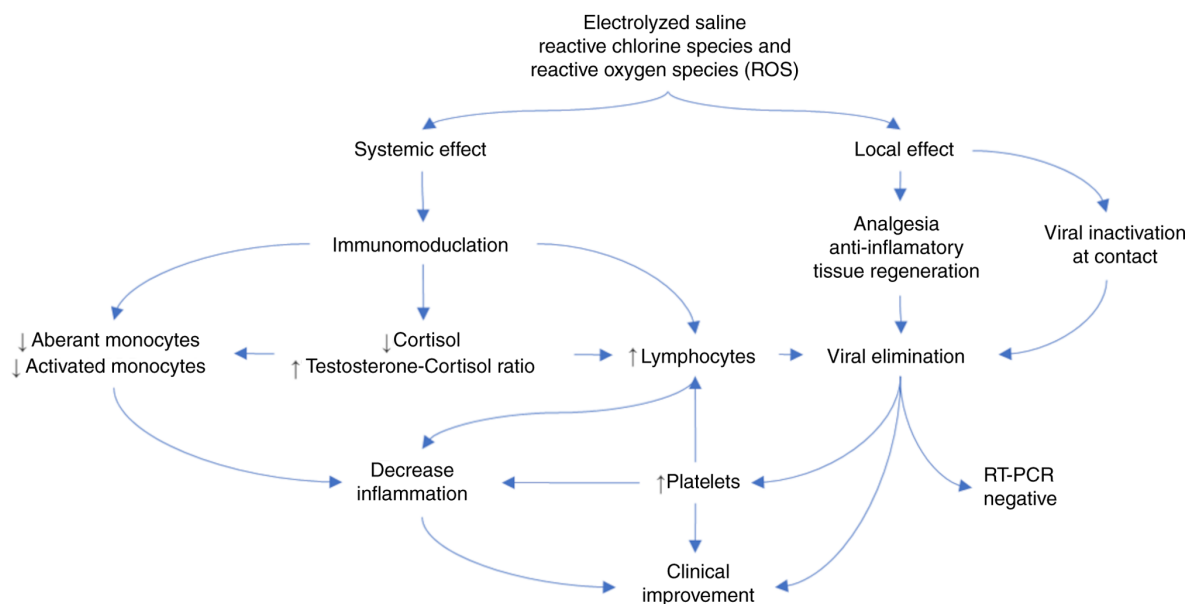 Electrolyzed saline
reactive chlorine species and
reactive oxygen species (ROS)
Systemic effect
Local effect
Immunomoduclation
Analgesia
anti-inflamatory
tissue regeneration
Viral inactivation
at contact
↓ Aberant monocytes
↓ Activated monocytes
↓ Cortisol
↑ Testosterone-Cortisol ratio
↑ Lymphocytes
Viral elimination
Decrease
inflammation
↑ Platelets
RT-PCR
negative
Clinical
improvement